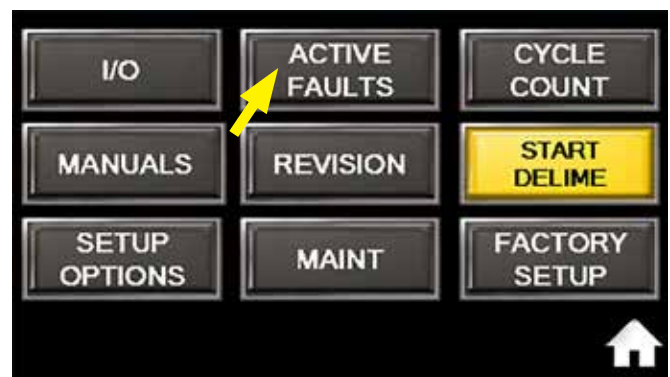 I/O
ACTIVE
FAULTS
CYCLE
COUNT
MANUALS
REVISION
START
DELIME
SETUP
OPTIONS
MAINT
FACTORY
SETUP